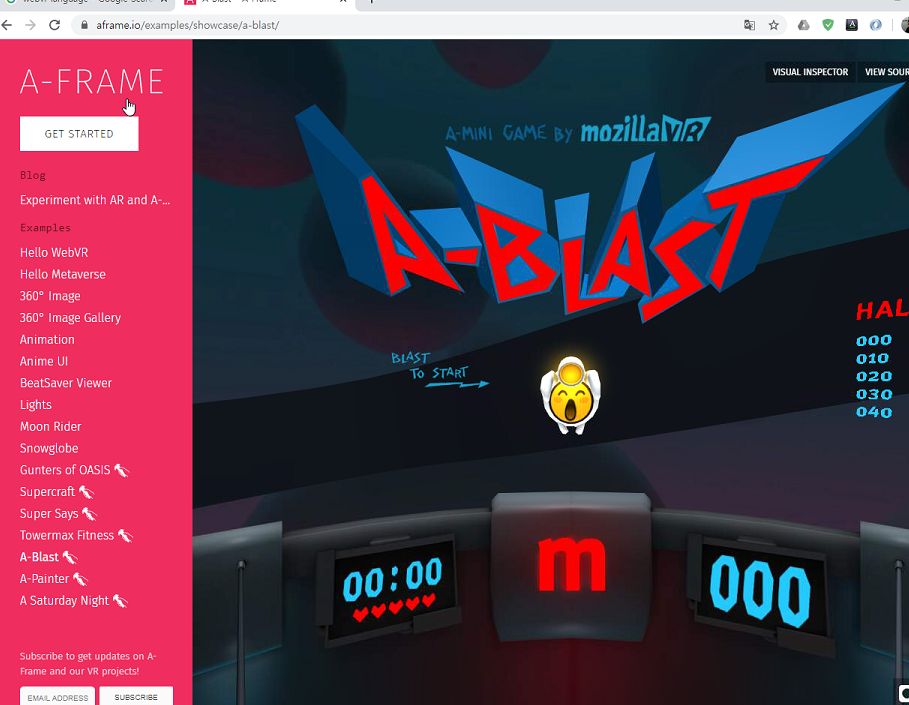 aframe.io/examples/showcase/a-blast/
A-FRAME
GET STARTED
Blog
Experiment with AR and A-...
Examples
Hello WebVR
Hello Metaverse
360° Image
360° Image Gallery
Animation
Anime UI
BeatSaver Viewer
Lights
Moon Rider
Snowglobe
Gunters of OASIS
Supercraft
Super Says
Towermax Fitness
A-Blast
A-Painter
A Saturday Night
Subscribe to get updates on A-
Frame and our VR projects!
EMAIL ADDRESS
SUBSCRIBE
VISUAL INSPECTOR
VIEW SOUR
A-MINI GAME BY mozillaVR
A-BLAST
BLAST
TO START
HAL
000
010
020
030
040
00:00
m
000